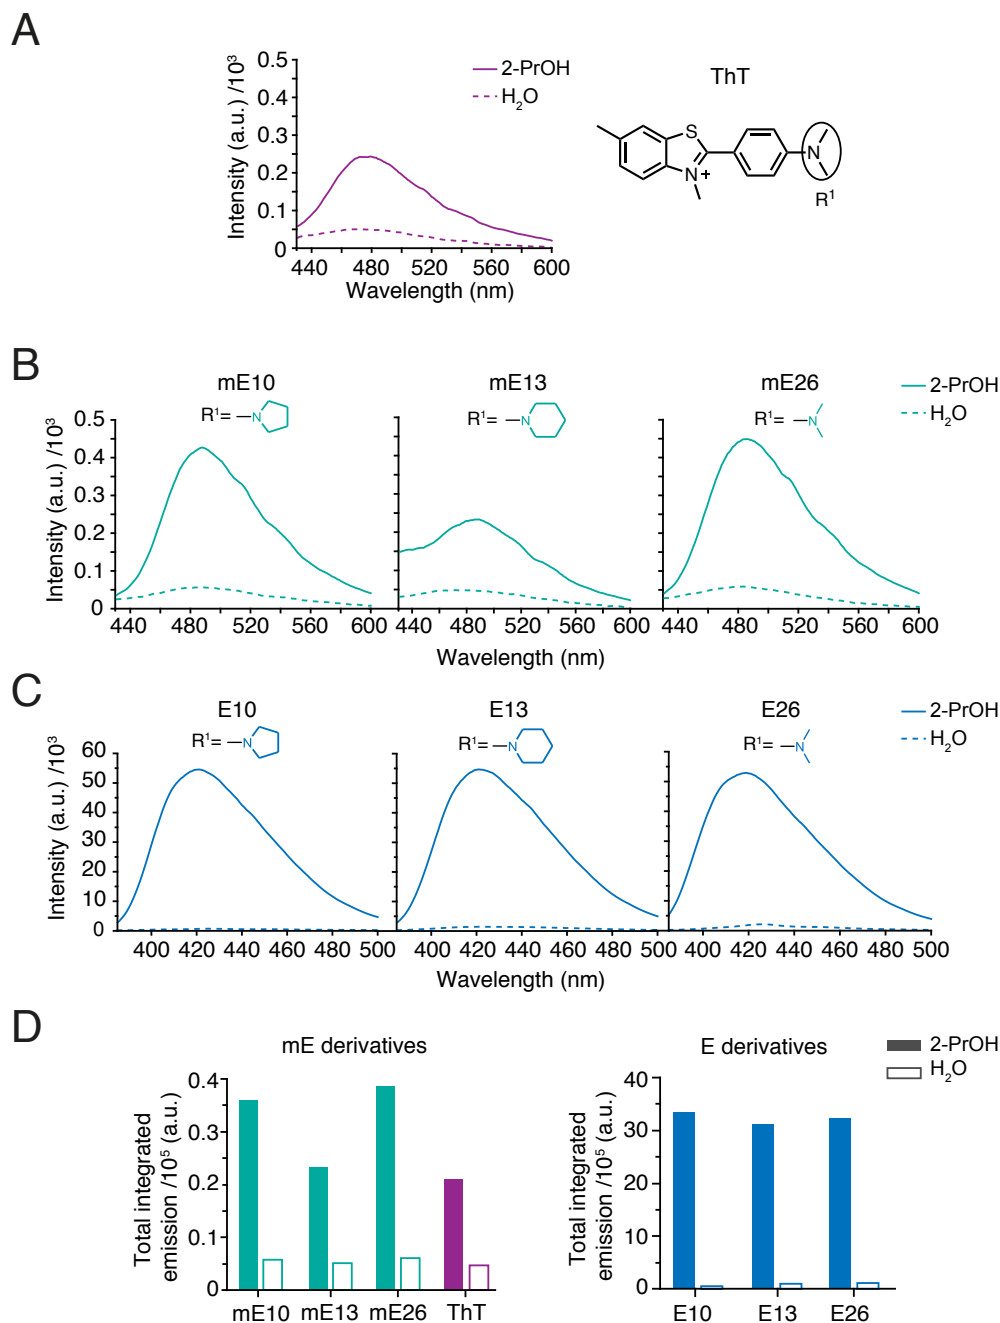 A
Intensity (a.u.) /10³
0.5
0.4
0.3
0.2
0.1
0
440 480 520 560 600
Wavelength (nm)
2-PrOH
H₂O
ThT
S
N
+
N
R¹
B
mE10 mE13 mE26
2-PrOH
H₂O
R¹= N
R¹= N
R¹= N
Intensity (a.u.) /10³
0.5
0.4
0.3
0.2
0.1
0
440 480 520 560 600
440 480 520 560 600
440 480 520 560 600
Wavelength (nm)
C
E10 E13 E26
2-PrOH
H₂O
R¹= N
R¹= N
R¹= N
Intensity (a.u.) /10³
60
50
40
30
20
10
0
400 420 440 460 480 500
400 420 440 460 480 500
400 420 440 460 480 500
Wavelength (nm)
D
mE derivatives
E derivatives
2-PrOH
H₂O
Total integrated
emission /10⁵ (a.u.)
0.4
0.3
0.2
0.1
0
mE10 mE13 mE26 ThT
Total integrated
emission /10⁵ (a.u.)
40
30
20
10
0
E10 E13 E26